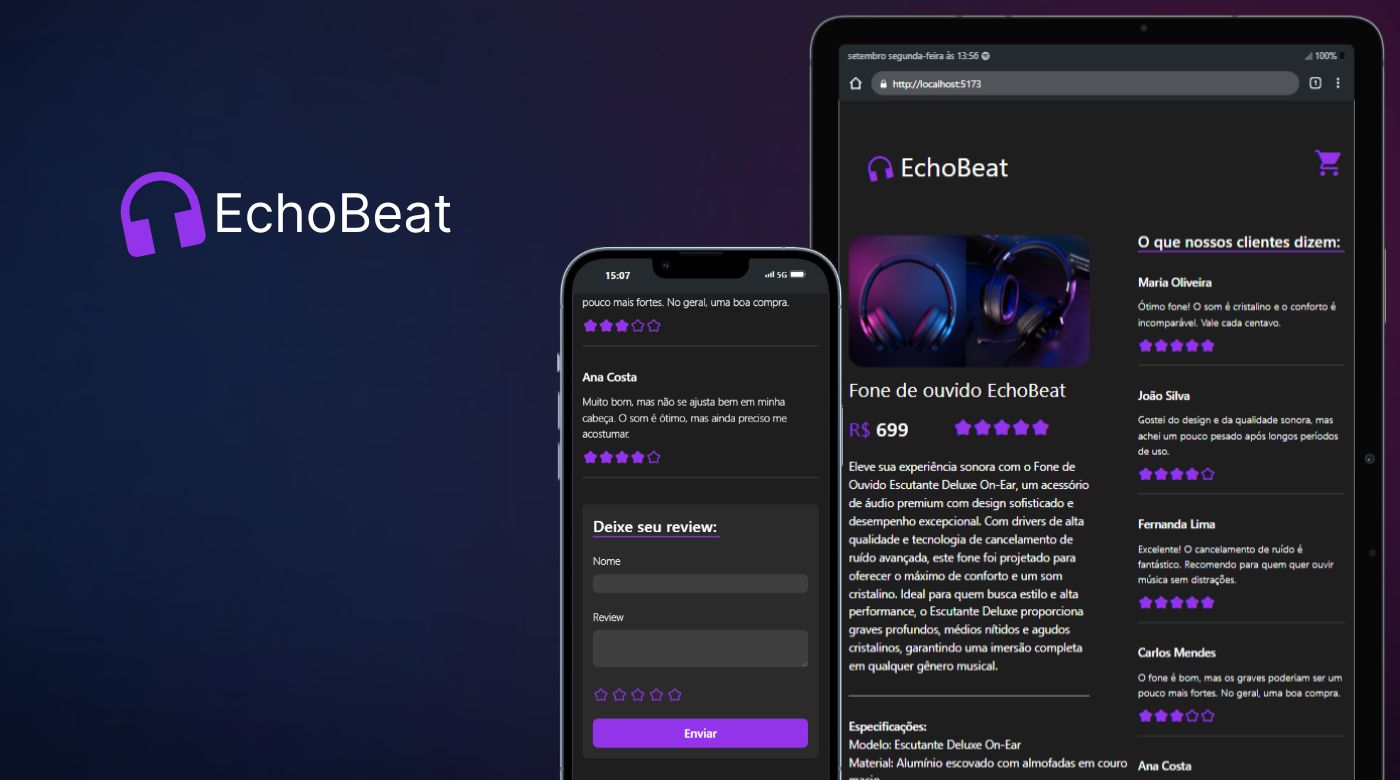 EchoBeat
15:07
5G
pouco mais fortes. No geral, uma boa compra.
Ana Costa
Muito bom, mas não se ajusta bem em minha
cabeça. O som é ótimo, mas ainda preciso me
acostumar.
Deixe seu review:
Nome
Review
Enviar
setembro segunda-feira às 13:56
100%
http://localhost:5173
1
EchoBeat
Fone de ouvido EchoBeat
R$ 699
Eleve sua experiência sonora com o Fone de
Ouvido Escutante Deluxe On-Ear, um acessório
de áudio premium com design sofisticado e
desempenho excepcional. Com drivers de alta
qualidade e tecnologia de cancelamento de
ruído avançada, este fone foi projetado para
oferecer o máximo de conforto e um som
cristalino. Ideal para quem busca estilo e alta
performance, o Escutante Deluxe proporciona
graves profundos, médios nítidos e agudos
cristalinos, garantindo uma imersão completa
em qualquer gênero musical.
Especificações:
Modelo: Escutante Deluxe On-Ear
Material: Alumínio escovado com almofadas em couro
O que nossos clientes dizem:
Maria Oliveira
Ótimo fone! O som é cristalino e o conforto é
incomparável. Vale cada centavo.
João Silva
Gostei do design e da qualidade sonora, mas
achei um pouco pesado após longos períodos
de uso.
Fernanda Lima
Excelente! O cancelamento de ruído é
fantástico. Recomendo para quem quer ouvir
música sem distrações.
Carlos Mendes
O fone é bom, mas os graves poderiam ser um
pouco mais fortes. No geral, uma boa compra.
Ana Costa